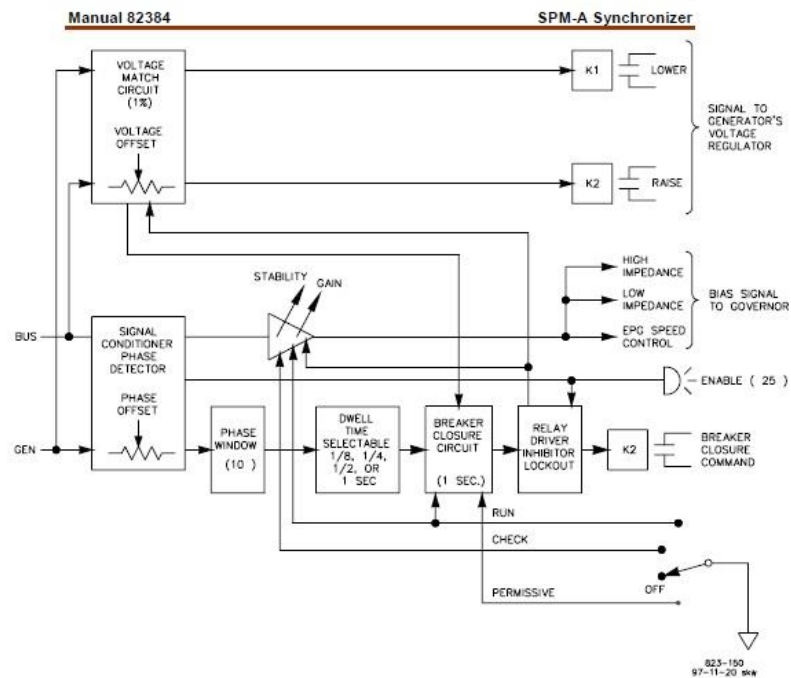 Manual 82384
SPM-A Synchronizer
VOLTAGE
MATCH
CIRCUIT
(1%)
VOLTAGE
OFFSET
K1
LOWER
K2
RAISE
SIGNAL TO
GENERATOR'S
VOLTAGE
REGULATOR
STABILITY
GAIN
HIGH
IMPEDANCE
LOW
IMPEDANCE
EPG SPEED
CONTROL
BIAS SIGNAL
TO GOVERNOR
BUS
SIGNAL
CONDITIONER
PHASE
DETECTOR
PHASE
OFFSET
GEN
ENABLE ( 25 )
PHASE
WINDOW
(10 )
DWELL
TIME
SELECTABLE
1/8, 1/4,
1/2, OR
1 SEC
BREAKER
CLOSURE
CIRCUIT
(1 SEC.)
RELAY
DRIVER
INHIBITOR
LOCKOUT
K2
BREAKER
CLOSURE
COMMAND
RUN
CHECK
OFF
PERMISSIVE
823-150
97-11-20 skw